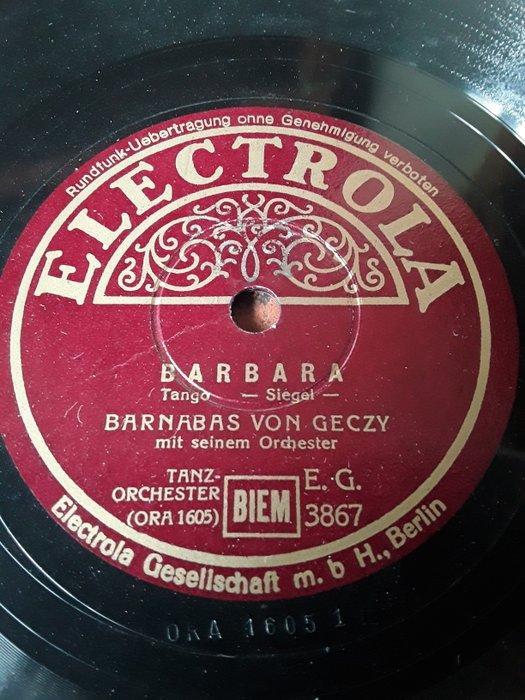 Rundfunk-Uebertragung ohne Genehmigung verboten
ELECTROLA
BARBARA
Tango — Siegel —
BARNABAS VON GECZY
mit seinem Orchester
TANZ-
ORCHESTER
(ORA 1605)
BIEM
E. G.
3867
Electrola Gesellschaft m. b H., Berlin
ORA 1605 1